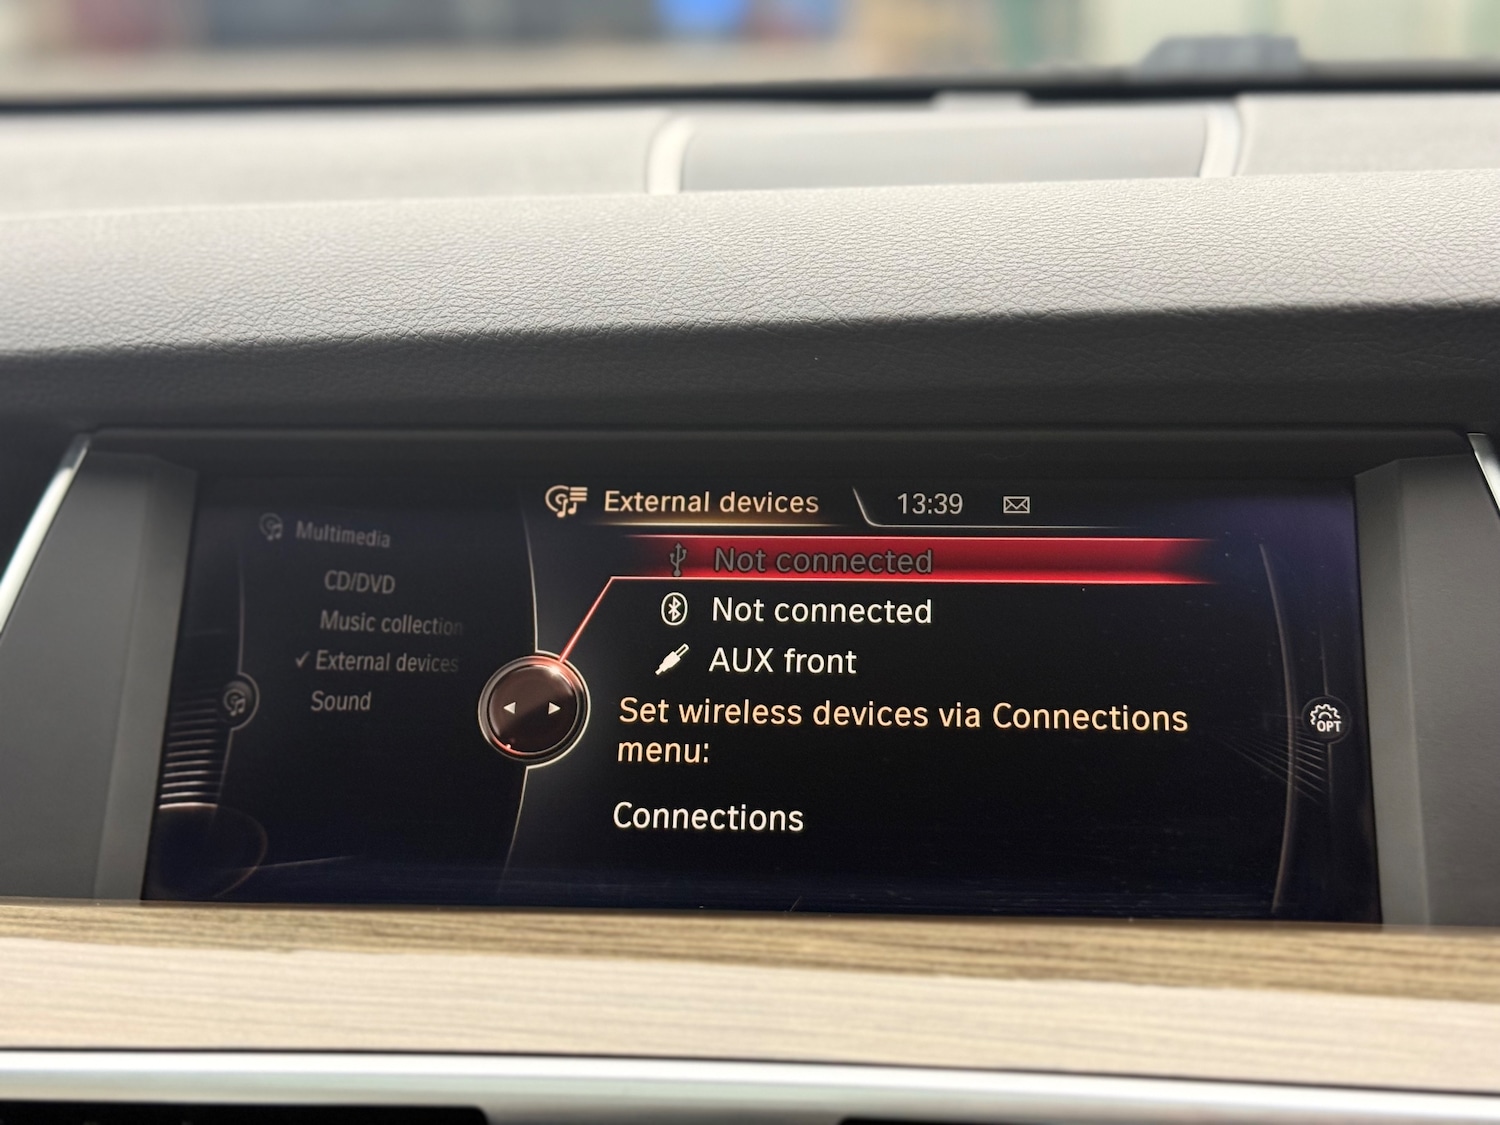 External devices
13:39
Multimedia
CD/DVD
Music collection
✓ External devices
Sound
Not connected
Not connected
AUX front
Set wireless devices via Connections
menu:
Connections
OPT